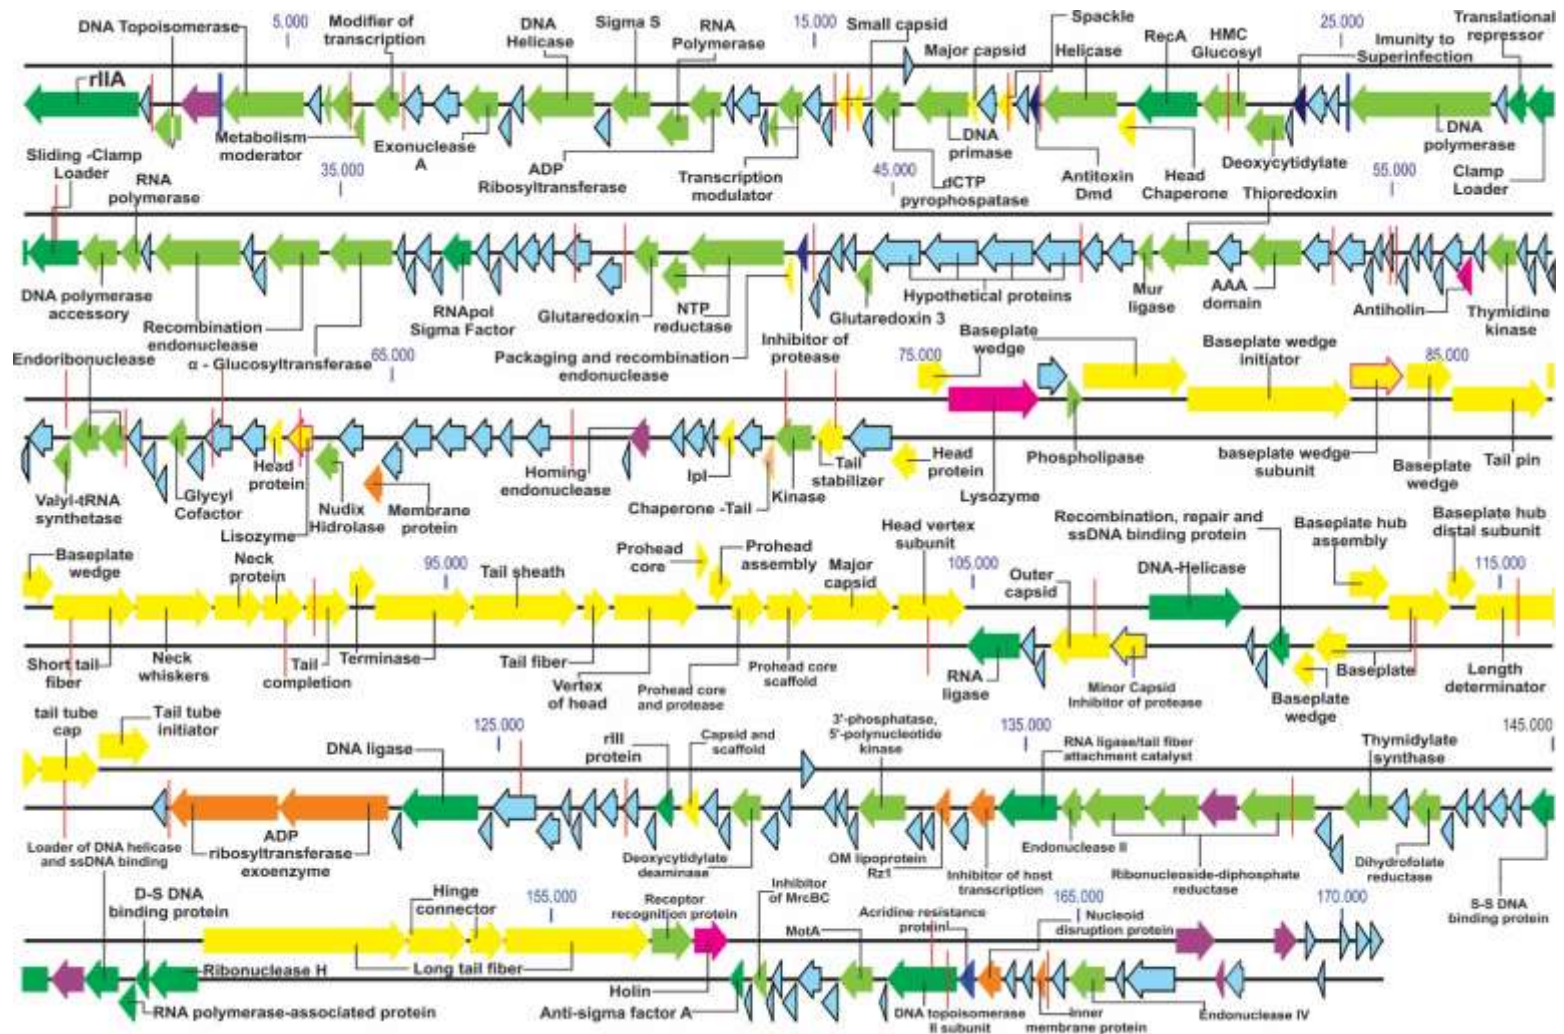 5.000
15.000
25.000
DNA Topoisomerase
Modifier of
transcription
DNA
Helicase
Sigma S
RNA
Polymerase
Small capsid
Major capsid
Spackle
Helicase
RecA
HMC
Glucosyl
Imunity to
Superinfection
Translational
repressor
rIIA
Metabolism
moderator
Exonuclease
A
ADP
Ribosyltransferase
Transcription
modulator
dCTP
pyrophospatase
DNA
primase
Antitoxin
Dmd
Head
Chaperone
Deoxycytidylate
DNA
polymerase
Clamp
Loader
Sliding -Clamp
Loader
RNA
polymerase
35.000
45.000
Thioredoxin
55.000
DNA polymerase
accessory
Recombination
endonuclease
α - Glucosyltransferase
RNApol
Sigma Factor
Glutaredoxin
NTP
reductase
Packaging and recombination
endonuclease
Inhibitor of
protease
Glutaredoxin 3
Hypothetical proteins
Mur
ligase
AAA
domain
Antiholin
Thymidine
kinase
Endoribonuclease
65.000
75.000
Baseplate
wedge
Baseplate wedge
initiator
85.000
Valyl-tRNA
synthetase
Glycyl
Cofactor
Head
protein
Lisozyme
Nudix
Hidrolase
Membrane
protein
Homing
endonuclease
IpI
Chaperone -Tail
Kinase
Tail
stabilizer
Head
protein
Lysozyme
Phospholipase
baseplate wedge
subunit
Baseplate
wedge
Tail pin
Baseplate
wedge
Neck
protein
95.000
Tail sheath
Prohead
core
Prohead
assembly
Major
capsid
Head vertex
subunit
105.000
Outer
capsid
Recombination, repair and
ssDNA binding protein
DNA-Helicase
Baseplate hub
assembly
Baseplate hub
distal subunit
115.000
Short tail
fiber
Neck
whiskers
Tail
completion
Terminase
Tail fiber
Vertex
of head
Prohead core
and protease
Prohead core
scaffold
RNA
ligase
Minor Capsid
Inhibitor of protease
Baseplate
wedge
Baseplate
Length
determinator
tail tube
cap
Tail tube
initiator
DNA ligase
125.000
rIII
protein
Capsid and
scaffold
3'-phosphatase,
5'-polynucleotide
kinase
135.000
RNA ligase/tail fiber
attachment catalyst
Thymidylate
synthase
145.000
Loader of DNA helicase
and ssDNA binding
ADP
ribosyltransferase
exoenzyme
Deoxycytidylate
deaminase
OM lipoprotein
Rz1
Inhibitor of host
transcription
Endonuclease II
Ribonucleoside-diphosphate
reductase
Dihydrofolate
reductase
S-S DNA
binding protein
D-S DNA
binding protein
Hinge
connector
155.000
Receptor
recognition protein
Inhibitor
of MrcBC
MotA
Acridine resistance
protein
165.000
Nucleoid
disruption protein
170.000
Ribonuclease H
RNA polymerase-associated protein
Long tail fiber
Holin
Anti-sigma factor A
DNA topoisomerase
II subunit
Inner
membrane protein
Endonuclease IV